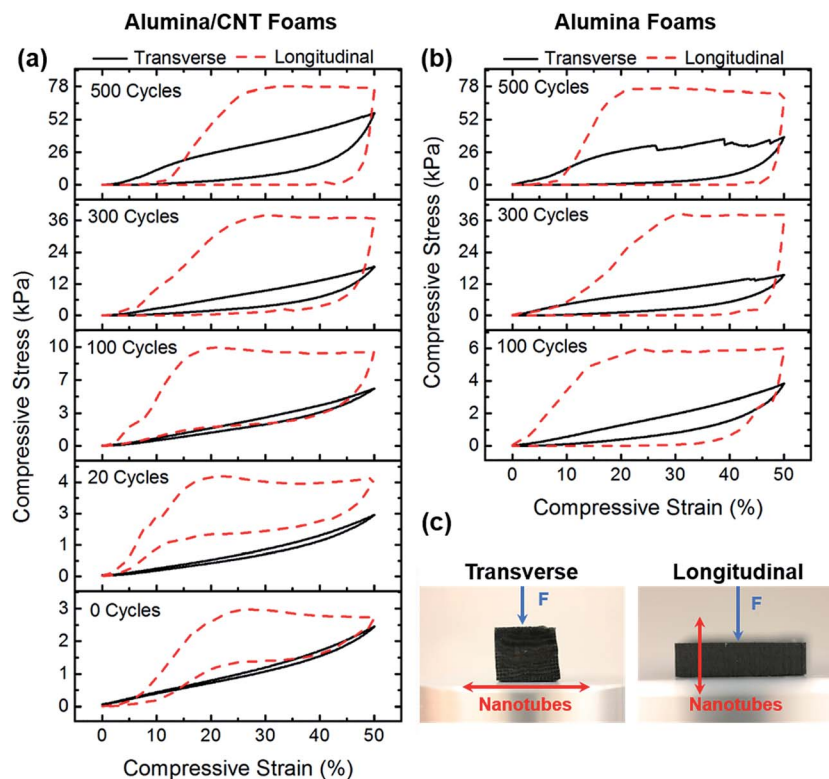 Alumina/CNT Foams
Alumina Foams
(a)
Transverse
Longitudinal
500 Cycles
78
52
26
0
300 Cycles
36
24
12
0
100 Cycles
10
7
3
0
20 Cycles
4
3
1
0
0 Cycles
3
2
1
0
0
10
20
30
40
50
Compressive Stress (kPa)
Compressive Strain (%)
(b)
Transverse
Longitudinal
500 Cycles
78
52
26
0
300 Cycles
36
24
12
0
100 Cycles
6
4
2
0
0
10
20
30
40
50
Compressive Stress (kPa)
Compressive Strain (%)
(c)
Transverse
F
Nanotubes
Longitudinal
F
Nanotubes